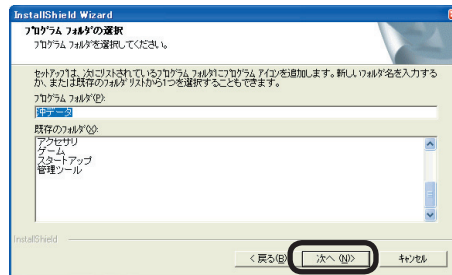 InstallShield Wizard
ﾌﾟﾛｸﾞﾗﾑ ﾌｫﾙﾀﾞの選択
ﾌﾟﾛｸﾞﾗﾑ ﾌｫﾙﾀﾞを選択してください。
ｾｯﾄｱｯﾌﾟは、次にリストされているﾌﾟﾛｸﾞﾗﾑ ﾌｫﾙﾀﾞにﾌﾟﾛｸﾞﾗﾑ ｱｲｺﾝを追加します。新しいﾌｫﾙﾀﾞ名を入力する
か、または既存のﾌｫﾙﾀﾞ ﾘｽﾄから1つを選択することもできます。
ﾌﾟﾛｸﾞﾗﾑ ﾌｫﾙﾀﾞ(P):
沖データ
既存のﾌｫﾙﾀﾞ(X):
アクセサリ
ゲーム
スタートアップ
管理ツール
InstallShield
< 戻る(B)
次へ (N)>
ｷｬﾝｾﾙ